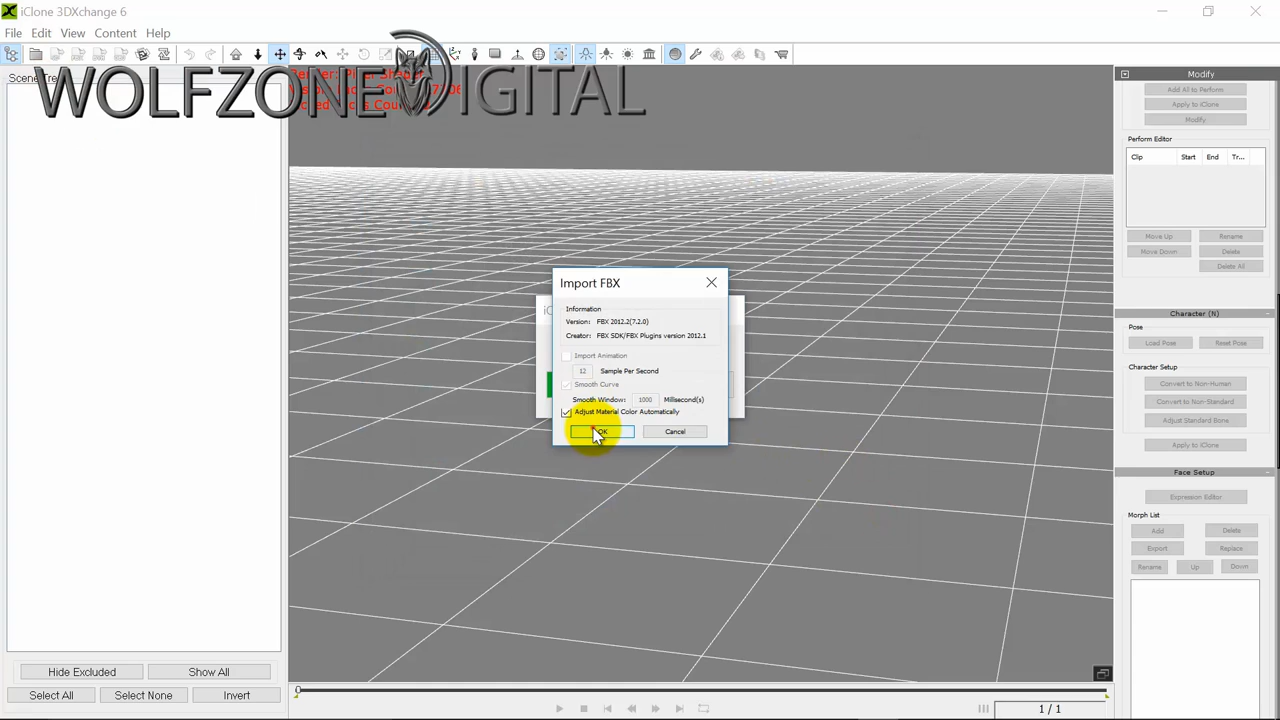 iClone 3DXchange 6
File Edit View Content Help
WOLFZONE DIGITAL
Modify
Add All to Perform
Apply to iClone
Modify
Perform Editor
Clip Start End Tr...
Move Up Rename
Move Down Delete
Delete All
Import FBX
Information
Version: FBX 2012.2(7.2.0)
Creator: FBX SDK/FBX Plugins version 2012.1
Import Animation
12 Sample Per Second
Smooth Curve
Smooth Window: 1000 Millisecond(s)
Adjust Material Color Automatically
OK Cancel
Character (N)
Pose
Load Pose Reset Pose
Character Setup
Convert to Non-Human
Convert to Non-Standard
Adjust Standard Bone
Apply to iClone
Face Setup
Expression Editor
Morph List
Add Delete
Export Replace
Rename Up Down
Hide Excluded Show All
Select All Select None Invert
1 / 1